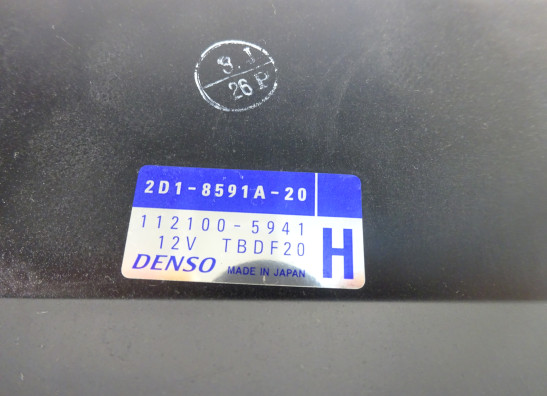 S.J
26 P
2D1-8591A-20
112100-5941
12V TBDF20
H
DENSO MADE IN JAPAN